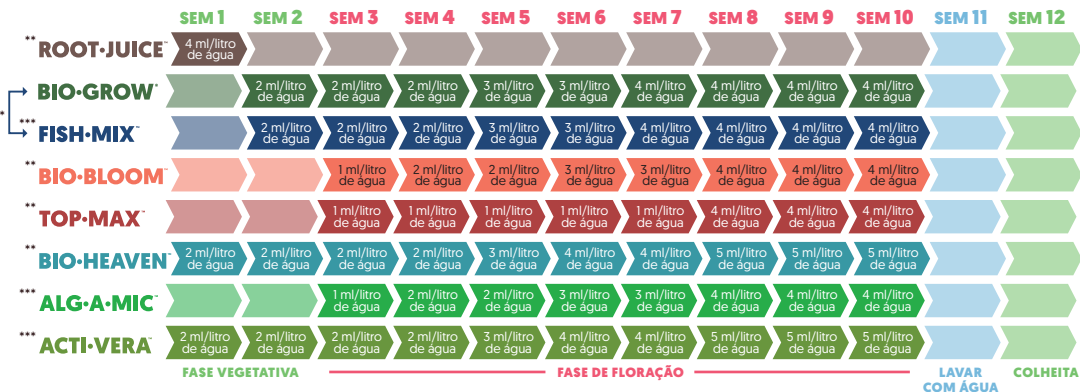 SEM 1 SEM 2 SEM 3 SEM 4 SEM 5 SEM 6 SEM 7 SEM 8 SEM 9 SEM 10 SEM 11 SEM 12
** ROOT•JUICE™ 4 ml/litro de água
BIO•GROW® 2 ml/litro de água 2 ml/litro de água 2 ml/litro de água 3 ml/litro de água 3 ml/litro de água 4 ml/litro de água 4 ml/litro de água 4 ml/litro de água 4 ml/litro de água
*
*** FISH•MIX™ 2 ml/litro de água 2 ml/litro de água 2 ml/litro de água 3 ml/litro de água 3 ml/litro de água 4 ml/litro de água 4 ml/litro de água 4 ml/litro de água 4 ml/litro de água
** BIO•BLOOM™ 1 ml/litro de água 2 ml/litro de água 2 ml/litro de água 3 ml/litro de água 3 ml/litro de água 4 ml/litro de água 4 ml/litro de água 4 ml/litro de água
** TOP•MAX™ 1 ml/litro de água 1 ml/litro de água 1 ml/litro de água 1 ml/litro de água 1 ml/litro de água 4 ml/litro de água 4 ml/litro de água 4 ml/litro de água
** BIO•HEAVEN™ 2 ml/litro de água 2 ml/litro de água 2 ml/litro de água 2 ml/litro de água 3 ml/litro de água 4 ml/litro de água 4 ml/litro de água 5 ml/litro de água 5 ml/litro de água 5 ml/litro de água
*** ALG•A•MIC™ 1 ml/litro de água 2 ml/litro de água 2 ml/litro de água 3 ml/litro de água 3 ml/litro de água 4 ml/litro de água 4 ml/litro de água 4 ml/litro de água
*** ACTI•VERA™ 2 ml/litro de água 2 ml/litro de água 2 ml/litro de água 2 ml/litro de água 3 ml/litro de água 4 ml/litro de água 4 ml/litro de água 5 ml/litro de água 5 ml/litro de água 5 ml/litro de água
FASE VEGETATIVA FASE DE FLORAÇÃO LAVAR COM ÁGUA COLHEITA